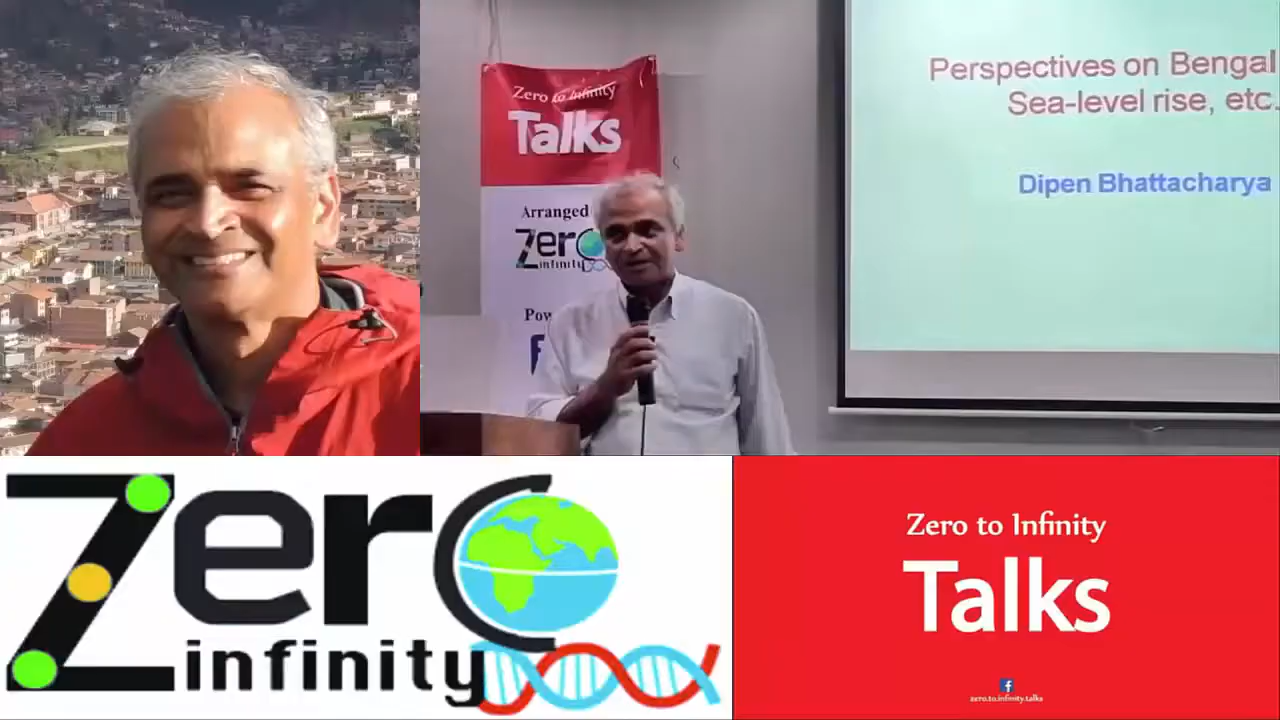 Zero to Infinity
Talks
Arranged
Zero
infinity
Perspectives on Bengal
Sea-level rise, etc.
Dipen Bhattacharya
Zero
infinity
Zero to Infinity
Talks
zero.to.infinity.talks